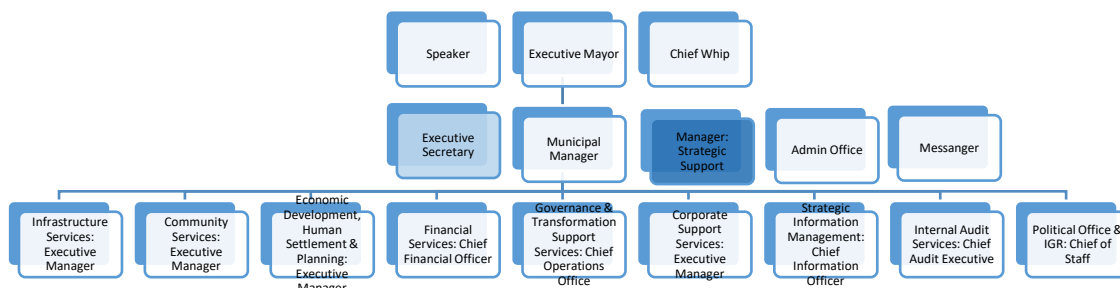 Speaker
Executive Mayor
Chief Whip
Executive
Secretary
Municipal
Manager
Manager:
Strategic
Support
Admin Office
Messanger
Infrastructure
Services:
Executive
Manager
Community
Services:
Executive
Manager
Economic
Development,
Human
Settlement &
Planning:
Executive
Manager
Financial
Services: Chief
Financial Officer
Governance &
Transformation
Support
Services: Chief
Operations
Office
Corporate
Support
Services:
Executive
Manager
Strategic
Information
Management:
Chief
Information
Officer
Internal Audit
Services: Chief
Audit Executive
Political Office &
IGR: Chief of
Staff